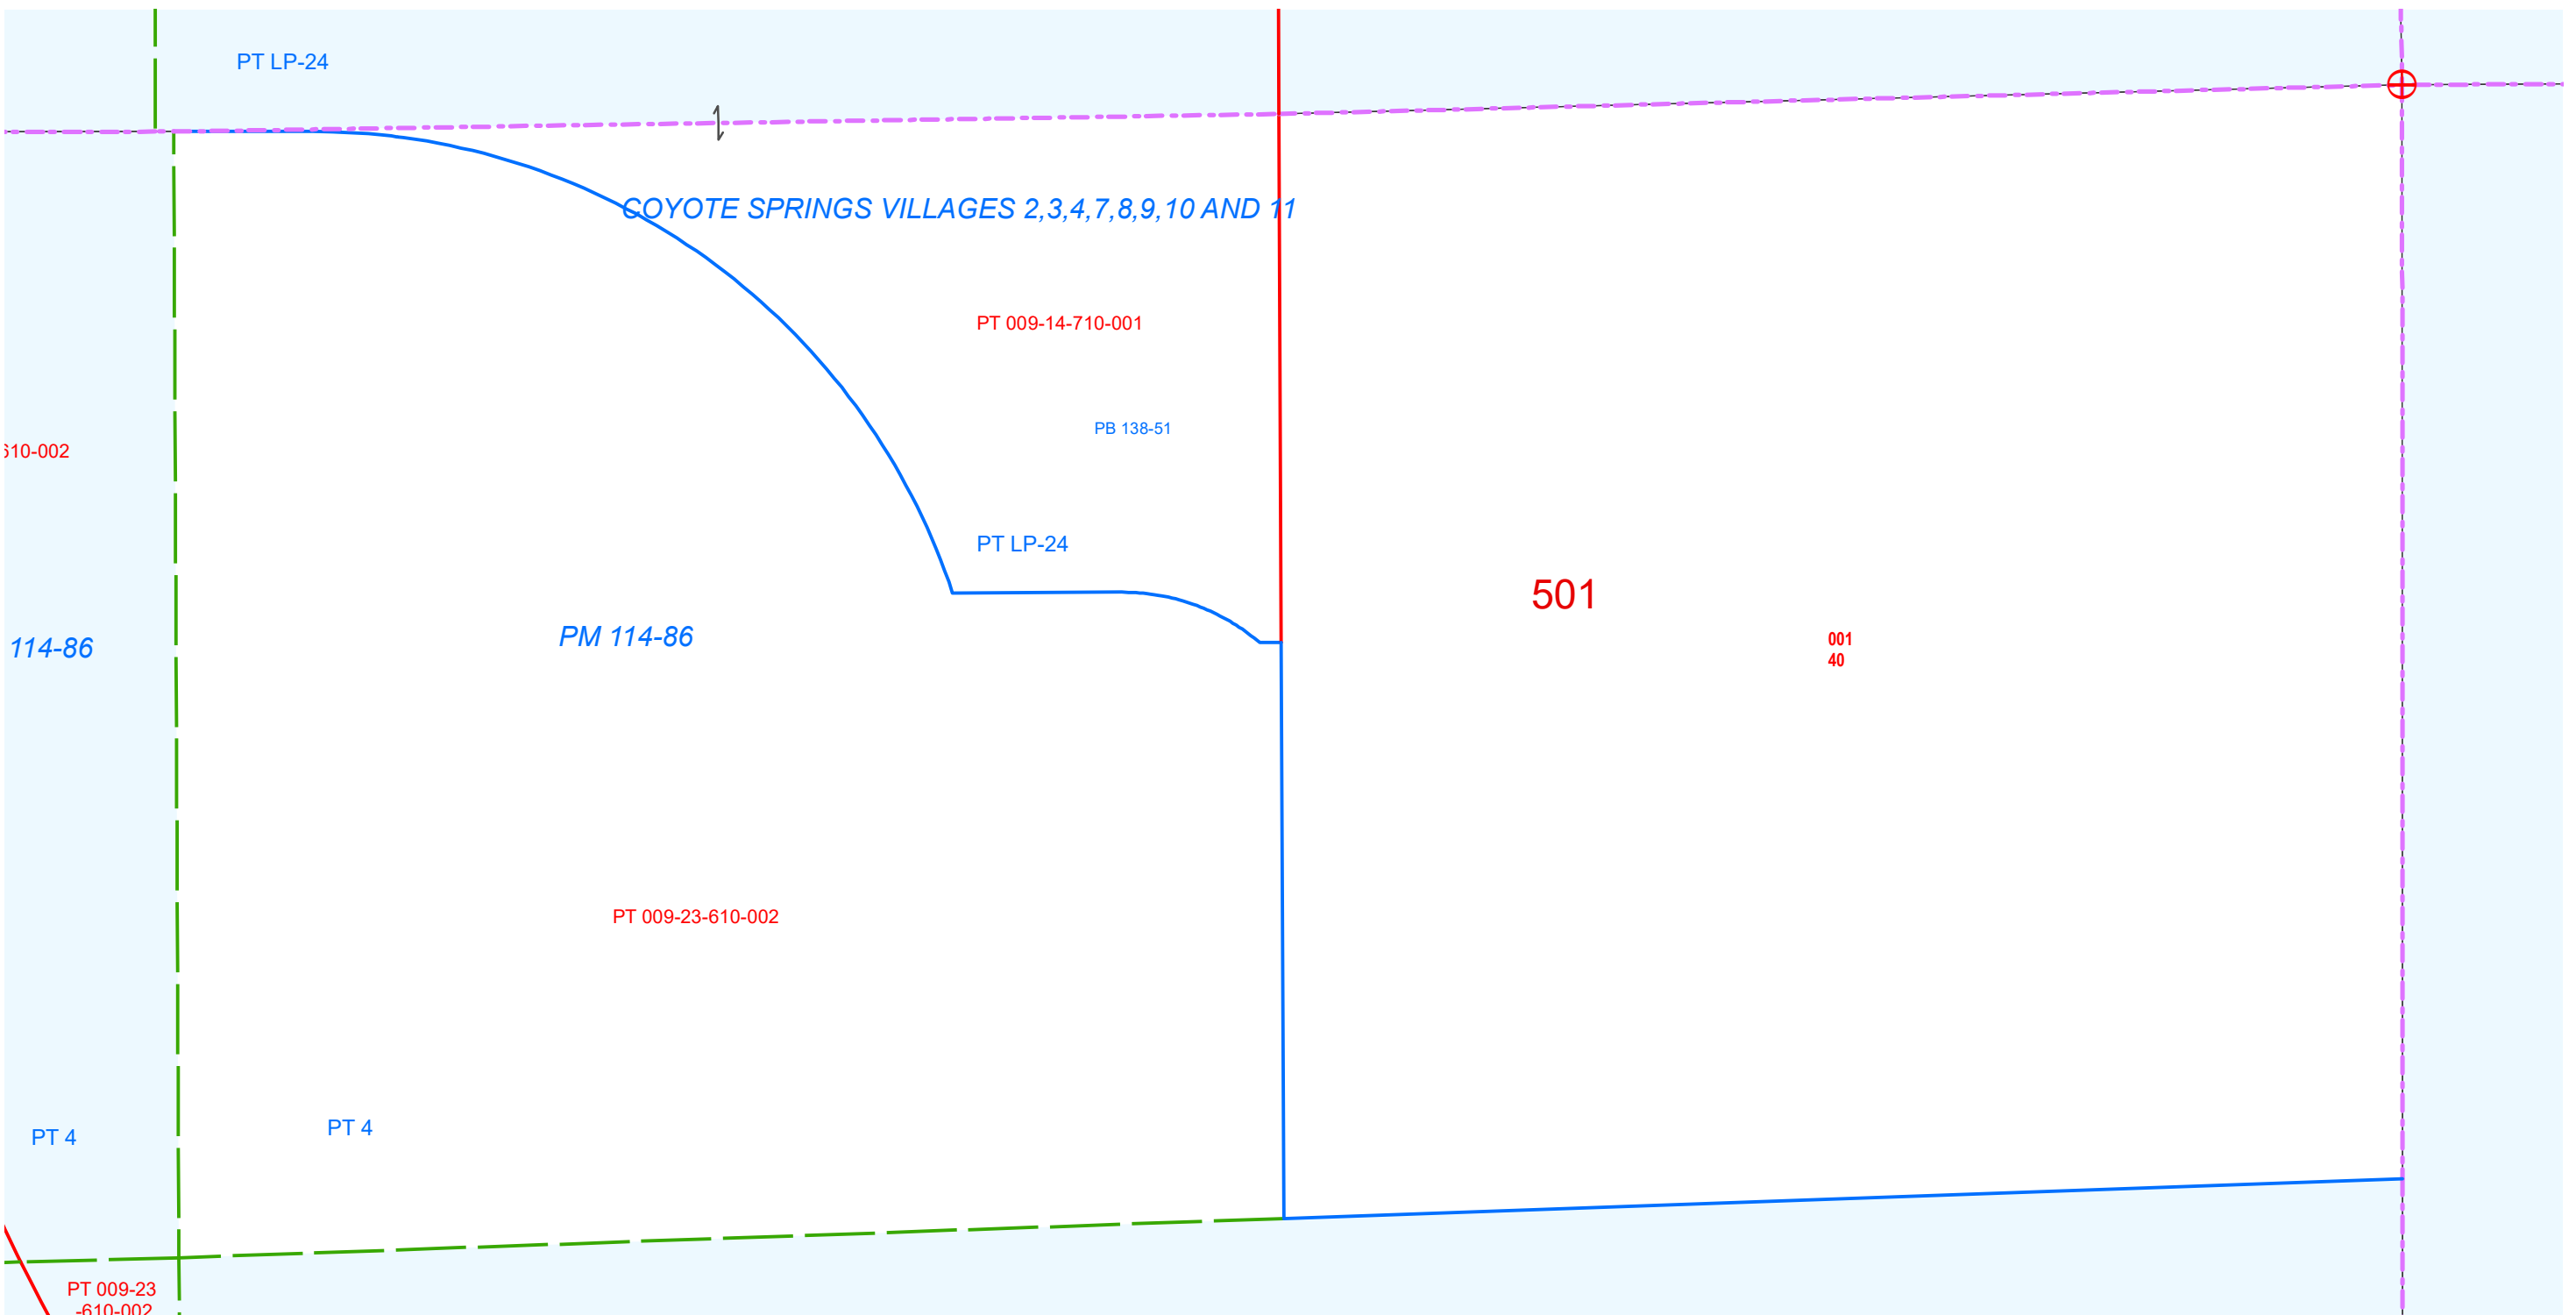 PT LP-24
COYOTE SPRINGS VILLAGES 2,3,4,7,8,9,10 AND 11
PT 009-14-710-001
PB 138-51
610-002
PT LP-24
501
PM 114-86
001
40
114-86
PT 009-23-610-002
PT 4
PT 4
PT 009-23
-610-002